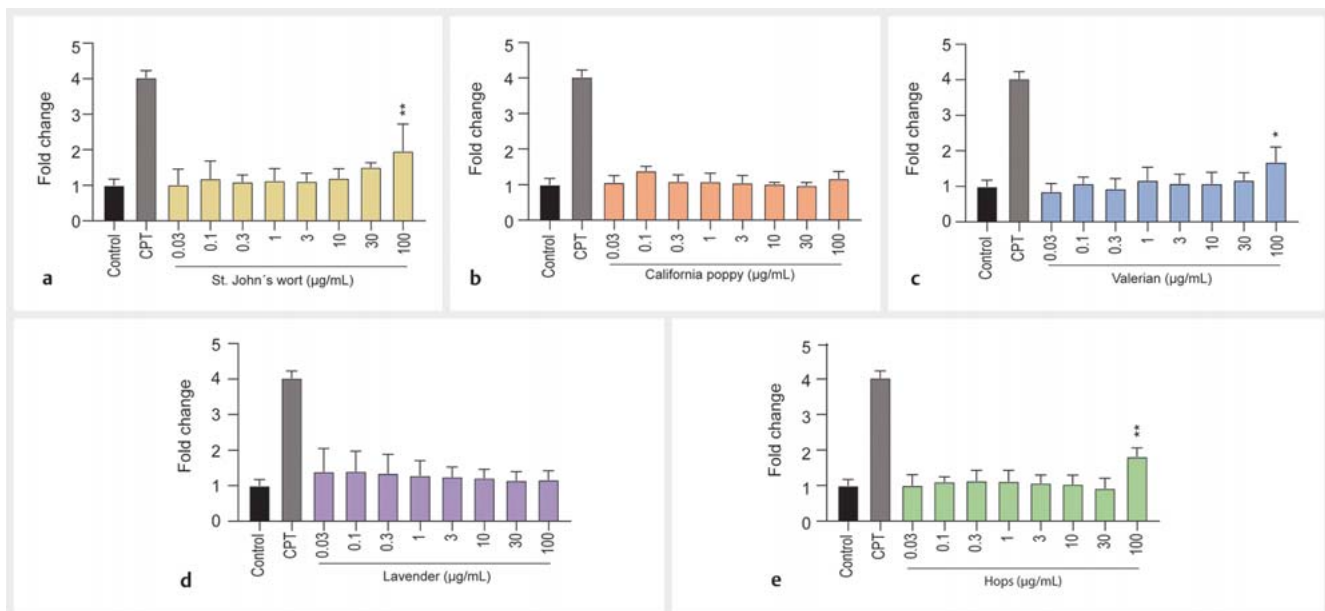 5
4
3
2
1
0
Fold change
**
Control
CPT
0.03
0.1
0.3
1
3
10
30
100
a
St. John´s wort (µg/mL)
5
4
3
2
1
0
Fold change
Control
CPT
0.03
0.1
0.3
1
3
10
30
100
b
California poppy (µg/mL)
5
4
3
2
1
0
Fold change
*
Control
CPT
0.03
0.1
0.3
1
3
10
30
100
c
Valerian (µg/mL)
5
4
3
2
1
0
Fold change
Control
CPT
0.03
0.1
0.3
1
3
10
30
100
d
Lavender (µg/mL)
5
4
3
2
1
0
Fold change
**
Control
CPT
0.03
0.1
0.3
1
3
10
30
100
e
Hops (µg/mL)